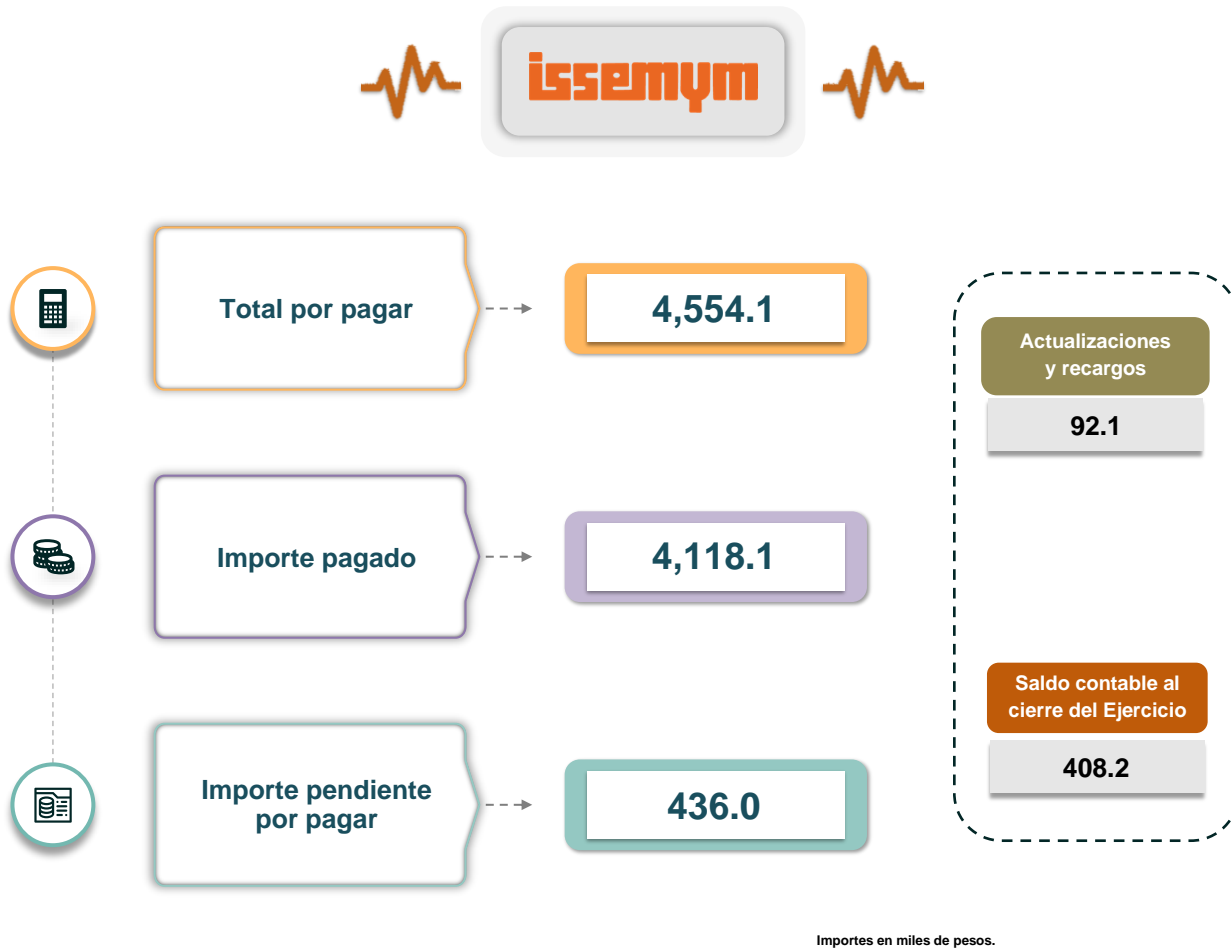 issemym
Total por pagar
4,554.1
Actualizaciones
y recargos
92.1
Importe pagado
4,118.1
Importe pendiente
por pagar
436.0
Saldo contable al
cierre del Ejercicio
408.2
Importes en miles de pesos.